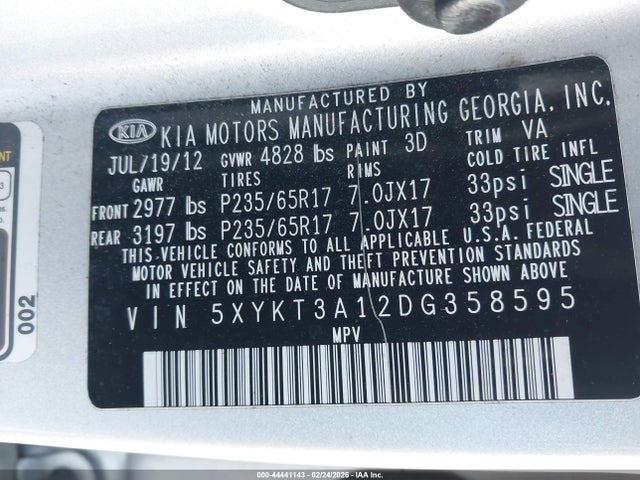 MANUFACTURED BY
KIA KIA MOTORS MANUFACTURING GEORGIA, INC.
JUL/19/12 GVWR 4828 lbs PAINT 3D TRIM VA
GAWR TIRES RIMS COLD TIRE INFL
FRONT 2977 lbs P235/65R17 7.0JX17 33psi SINGLE
REAR 3197 lbs P235/65R17 7.0JX17 33psi SINGLE
THIS VEHICLE CONFORMS TO ALL APPLICABLE U.S.A. FEDERAL
MOTOR VEHICLE SAFETY AND THEFT PREVENTION STANDARDS
IN EFFECT ON THE DATE OF MANUFACTURE SHOWN ABOVE
VIN 5XYKT3A12DG358595
MPV
002
000-44441143 - 02/24/2026 - IAA Inc.